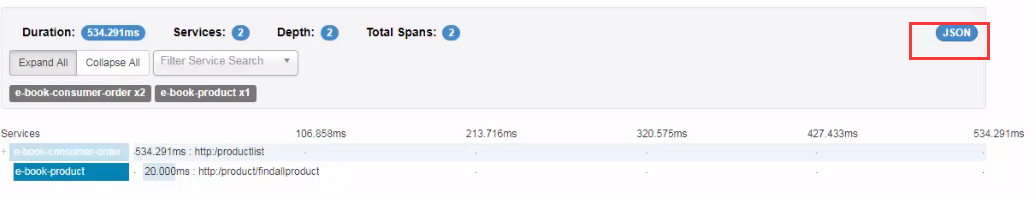 Duration: 534.291ms Services: 2 Depth: 2 Total Spans: 2 JSON
Expand All Collapse All Filter Service Search
e-book-consumer-order x2 e-book-product x1
Services 106.858ms 213.716ms 320.575ms 427.433ms 534.291ms
+ e-book-consumer-order 534.291ms : http:/productlist
e-book-product 20.000ms : http:/product/findallproduct